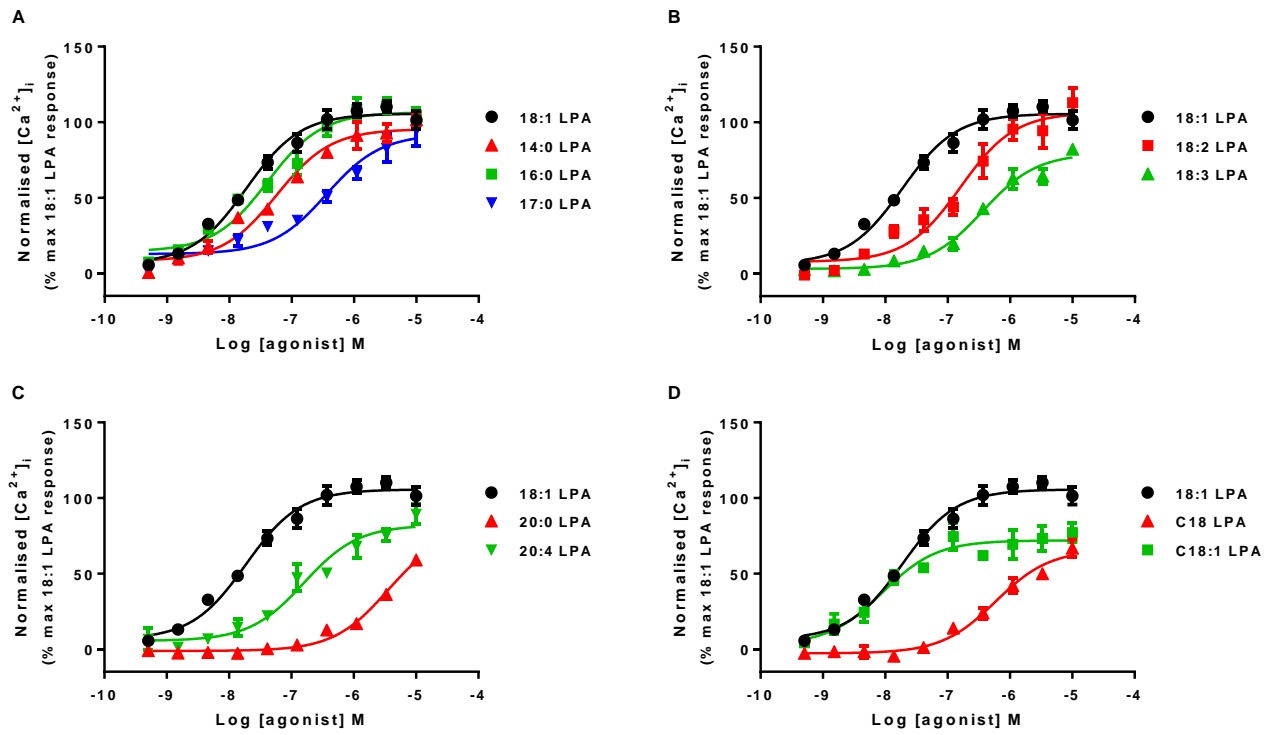 A
Normalised [Ca²⁺]ᵢ
(% max 18:1 LPA response)
150
100
50
0
-10 -9 -8 -7 -6 -5 -4
Log [agonist] M
18:1 LPA
14:0 LPA
16:0 LPA
17:0 LPA
B
Normalised [Ca²⁺]ᵢ
(% max 18:1 LPA response)
150
100
50
0
-10 -9 -8 -7 -6 -5 -4
Log [agonist] M
18:1 LPA
18:2 LPA
18:3 LPA
C
Normalised [Ca²⁺]ᵢ
(% max 18:1 LPA response)
150
100
50
0
-10 -9 -8 -7 -6 -5 -4
Log [agonist] M
18:1 LPA
20:0 LPA
20:4 LPA
D
Normalised [Ca²⁺]ᵢ
(% max 18:1 LPA response)
150
100
50
0
-10 -9 -8 -7 -6 -5 -4
Log [agonist] M
18:1 LPA
C18 LPA
C18:1 LPA